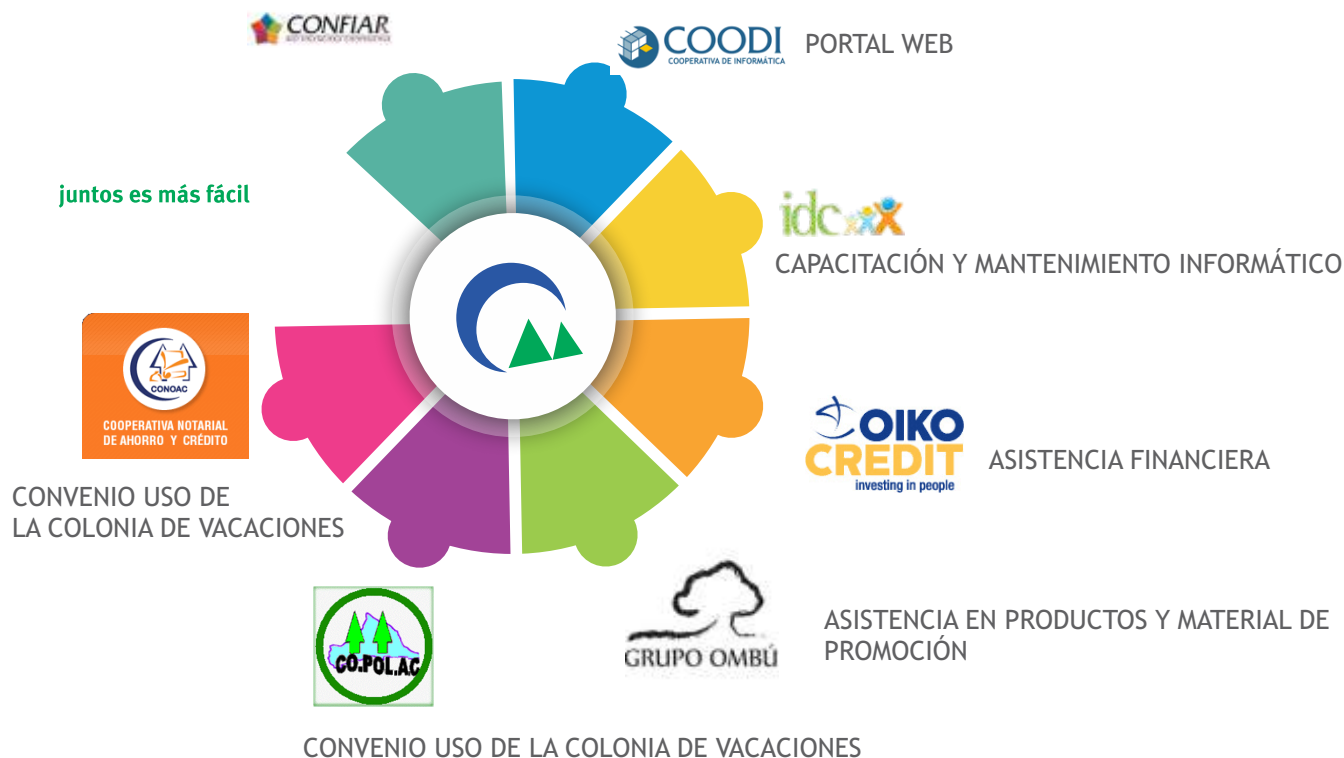 CONFIAR
COODI
COOPERATIVA DE INFORMÁTICA
PORTAL WEB
juntos es más fácil
idc
CAPACITACIÓN Y MANTENIMIENTO INFORMÁTICO
CONOAC
COOPERATIVA NOTARIAL
DE AHORRO Y CRÉDITO
OIKO
CREDIT
investing in people
ASISTENCIA FINANCIERA
CONVENIO USO DE
LA COLONIA DE VACACIONES
CO.POL.AC
GRUPO OMBÚ
ASISTENCIA EN PRODUCTOS Y MATERIAL DE
PROMOCIÓN
CONVENIO USO DE LA COLONIA DE VACACIONES